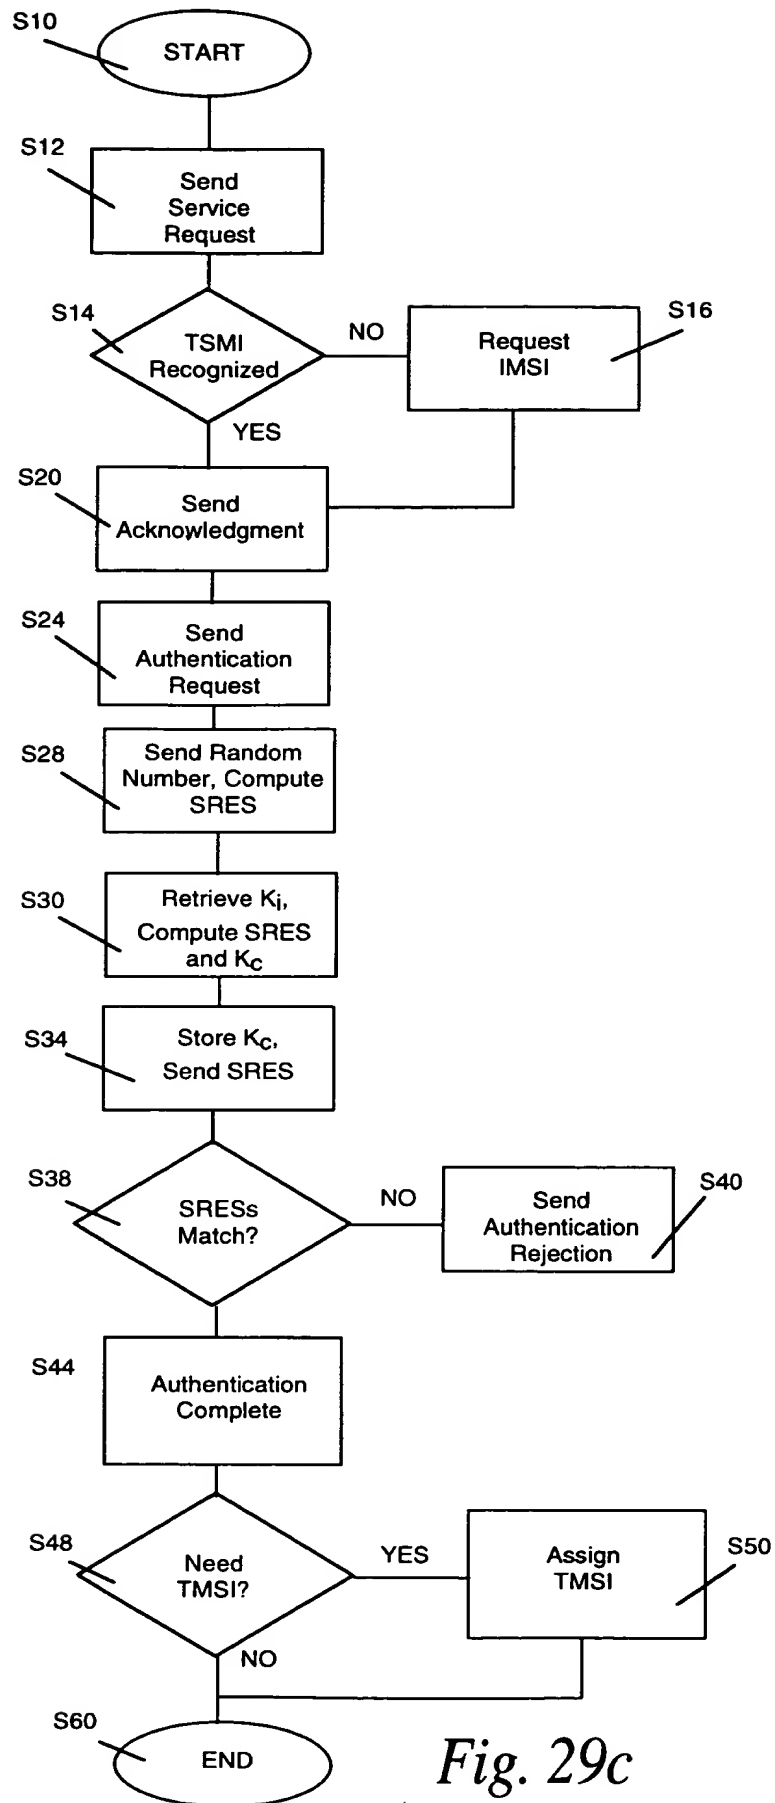 S10
START
S12
Send
Service
Request
S14
TSMI
Recognized
NO
Request
IMSI
S16
YES
S20
Send
Acknowledgment
S24
Send
Authentication
Request
S28
Send Random
Number, Compute
SRES
S30
Retrieve Ki,
Compute SRES
and KC
S34
Store KC,
Send SRES
S38
SRESs
Match?
NO
Send
Authentication
Rejection
S40
S44
Authentication
Complete
S48
Need
TMSI?
YES
Assign
TMSI
S50
NO
S60
END
Fig. 29c